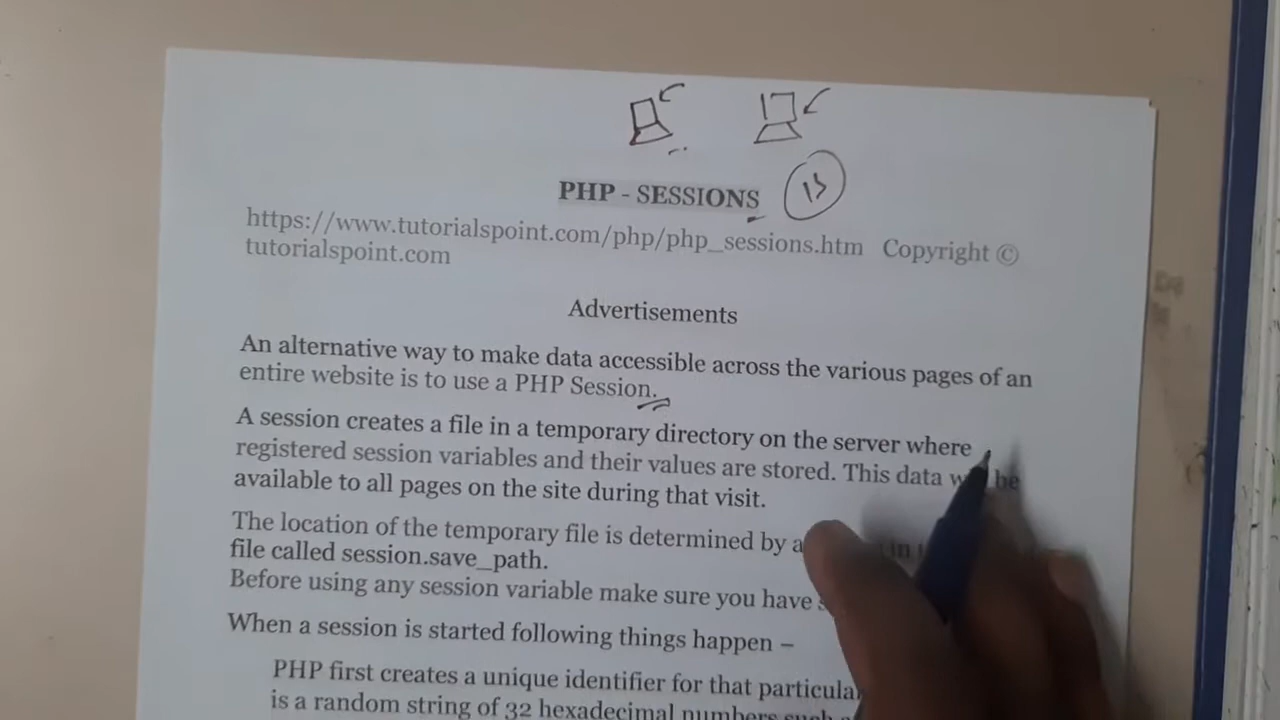 PHP - SESSIONS
15
https://www.tutorialspoint.com/php/php_sessions.htm Copyright ©
tutorialspoint.com
Advertisements
An alternative way to make data accessible across the various pages of an
entire website is to use a PHP Session.
A session creates a file in a temporary directory on the server where
registered session variables and their values are stored. This data be
available to all pages on the site during that visit.
The location of the temporary file is determined by a in
file called session.save_path.
Before using any session variable make sure you have
When a session is started following things happen –
PHP first creates a unique identifier for that particular
is a random string of 32 hexadecimal numbers such